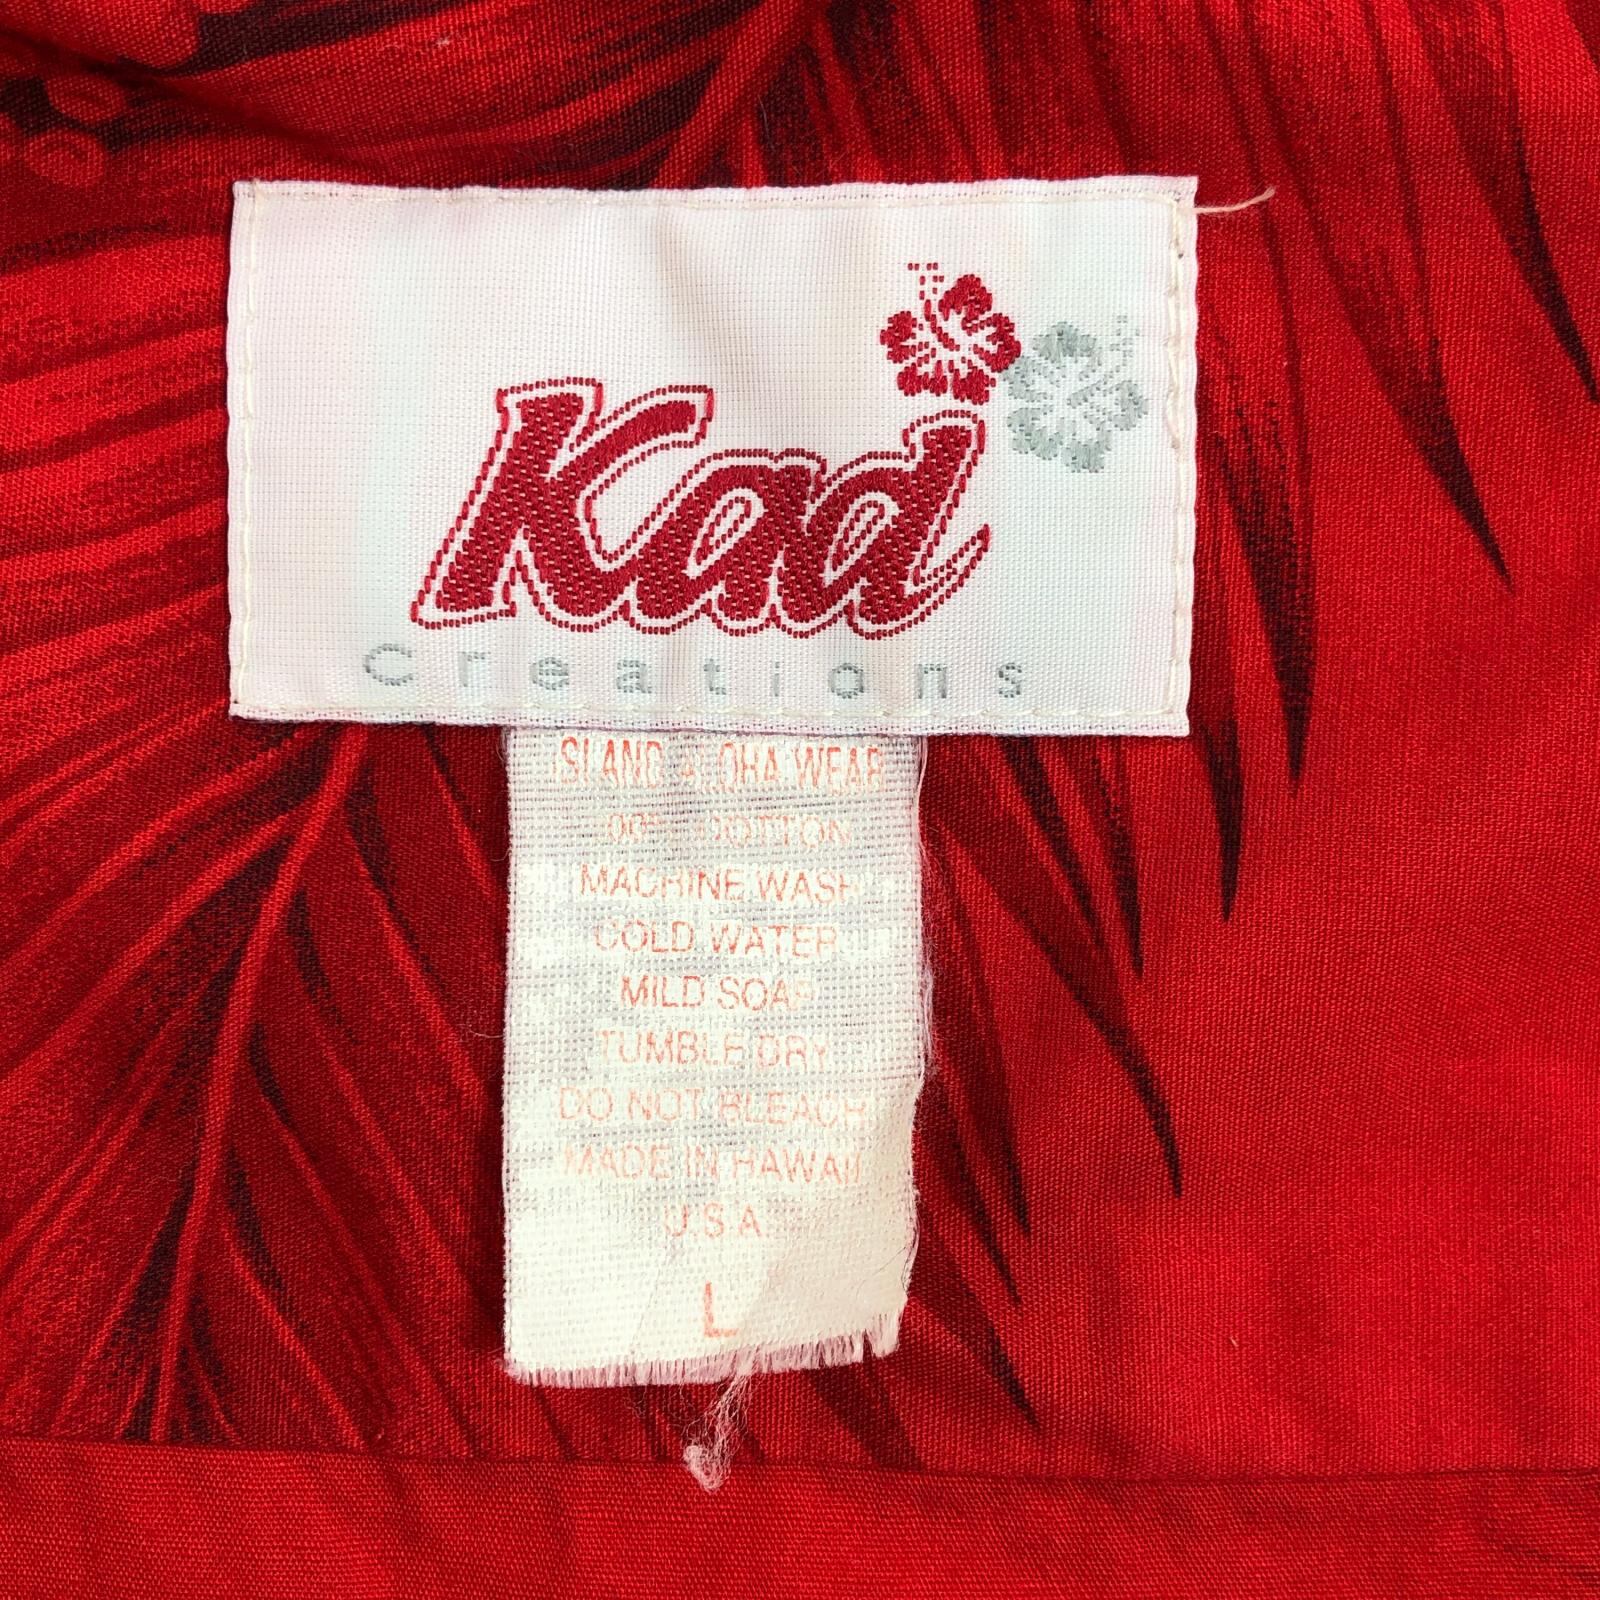 Kad
Creations
ISLAND ALOHA WEAR
100% COTTON
MACHINE WASH
COLD WATER
MILD SOAP
TUMBLE DRY
DO NOT BLEACH
MADE IN HAWAII
U.S.A.
L